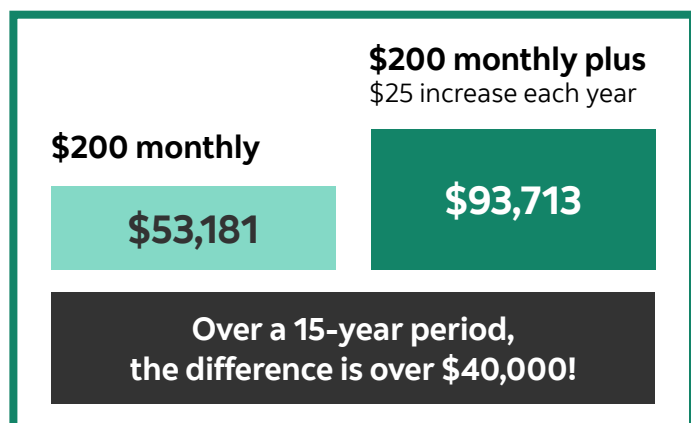 $200 monthly
$53,181
$200 monthly plus
$25 increase each year
$93,713
Over a 15-year period,
the difference is over $40,000!